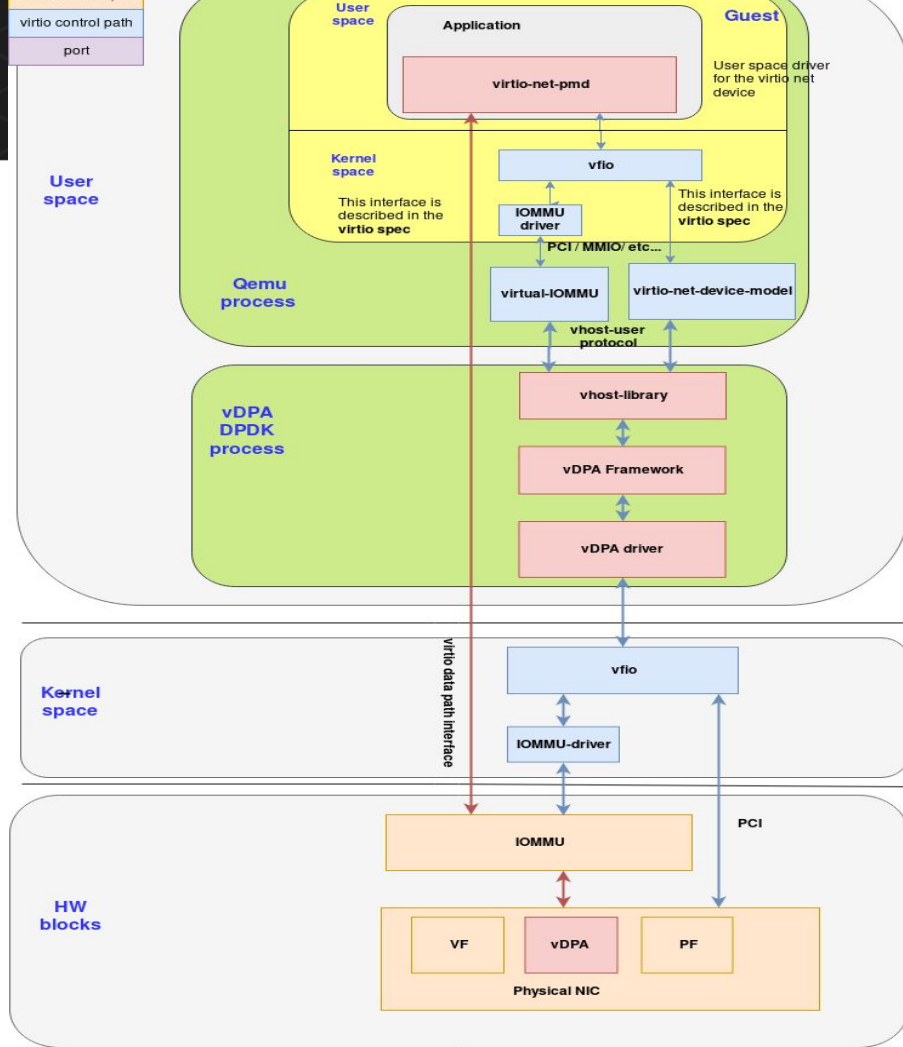 virtio control path
port
User
space
Guest
Application
virtio-net-pmd
User space driver
for the virtio net
device
Kernel
space
vfio
This interface is
described in the
virtio spec
This interface is
described in the
virtio spec
IOMMU
driver
PCI / MMIO/ etc...
User
space
Qemu
process
virtual-IOMMU
virtio-net-device-model
vhost-user
protocol
vDPA
DPDK
process
vhost-library
vDPA Framework
vDPA driver
virtio data path interface
Kernel
space
vfio
IOMMU-driver
PCI
IOMMU
HW
blocks
VF
vDPA
PF
Physical NIC